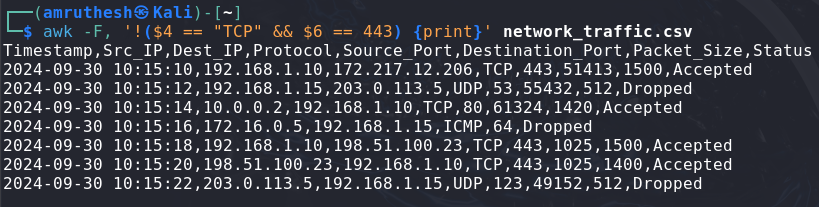 ┌──(amruthesh㉿Kali)-[~]
└─$ awk -F, '!($4 == "TCP" && $6 == 443) {print}' network_traffic.csv
Timestamp,Src_IP,Dest_IP,Protocol,Source_Port,Destination_Port,Packet_Size,Status
2024-09-30 10:15:10,192.168.1.10,172.217.12.206,TCP,443,51413,1500,Accepted
2024-09-30 10:15:12,192.168.1.15,203.0.113.5,UDP,53,55432,512,Dropped
2024-09-30 10:15:14,10.0.0.2,192.168.1.10,TCP,80,61324,1420,Accepted
2024-09-30 10:15:16,172.16.0.5,192.168.1.15,ICMP,64,Dropped
2024-09-30 10:15:18,192.168.1.10,198.51.100.23,TCP,443,1025,1500,Accepted
2024-09-30 10:15:20,198.51.100.23,192.168.1.10,TCP,443,1025,1400,Accepted
2024-09-30 10:15:22,203.0.113.5,192.168.1.15,UDP,123,49152,512,Dropped